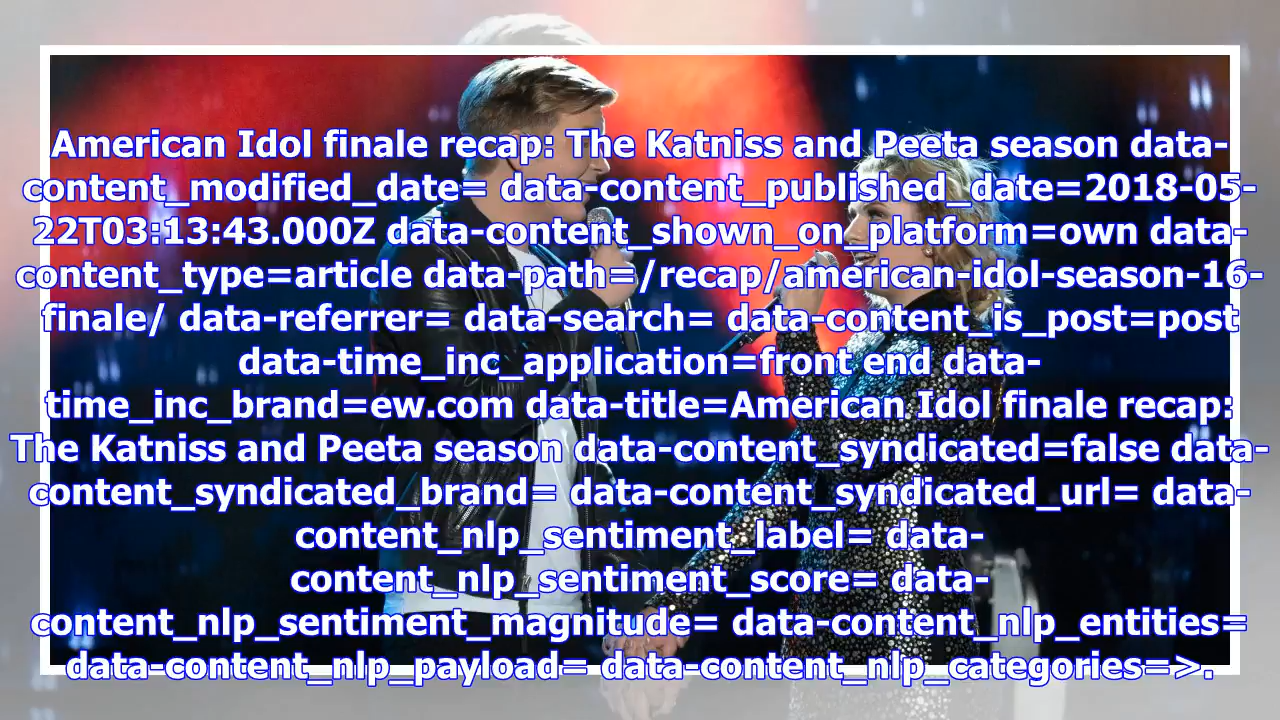 American Idol finale recap: The Katniss and Peeta season data-
content_modified_date= data-content_published_date=2018-05-
22T03:13:43.000Z data-content_shown_on_platform=own data-
content_type=article data-path=/recap/american-idol-season-16-
finale/ data-referrer= data-search= data-content_is_post=post
data-time_inc_application=front end data-
time_inc_brand=ew.com data-title=American Idol finale recap:
The Katniss and Peeta season data-content_syndicated=false data-
content_syndicated_brand= data-content_syndicated_url= data-
content_nlp_sentiment_label= data-
content_nlp_sentiment_score= data-
content_nlp_sentiment_magnitude= data-content_nlp_entities=
data-content_nlp_payload= data-content_nlp_categories=>.